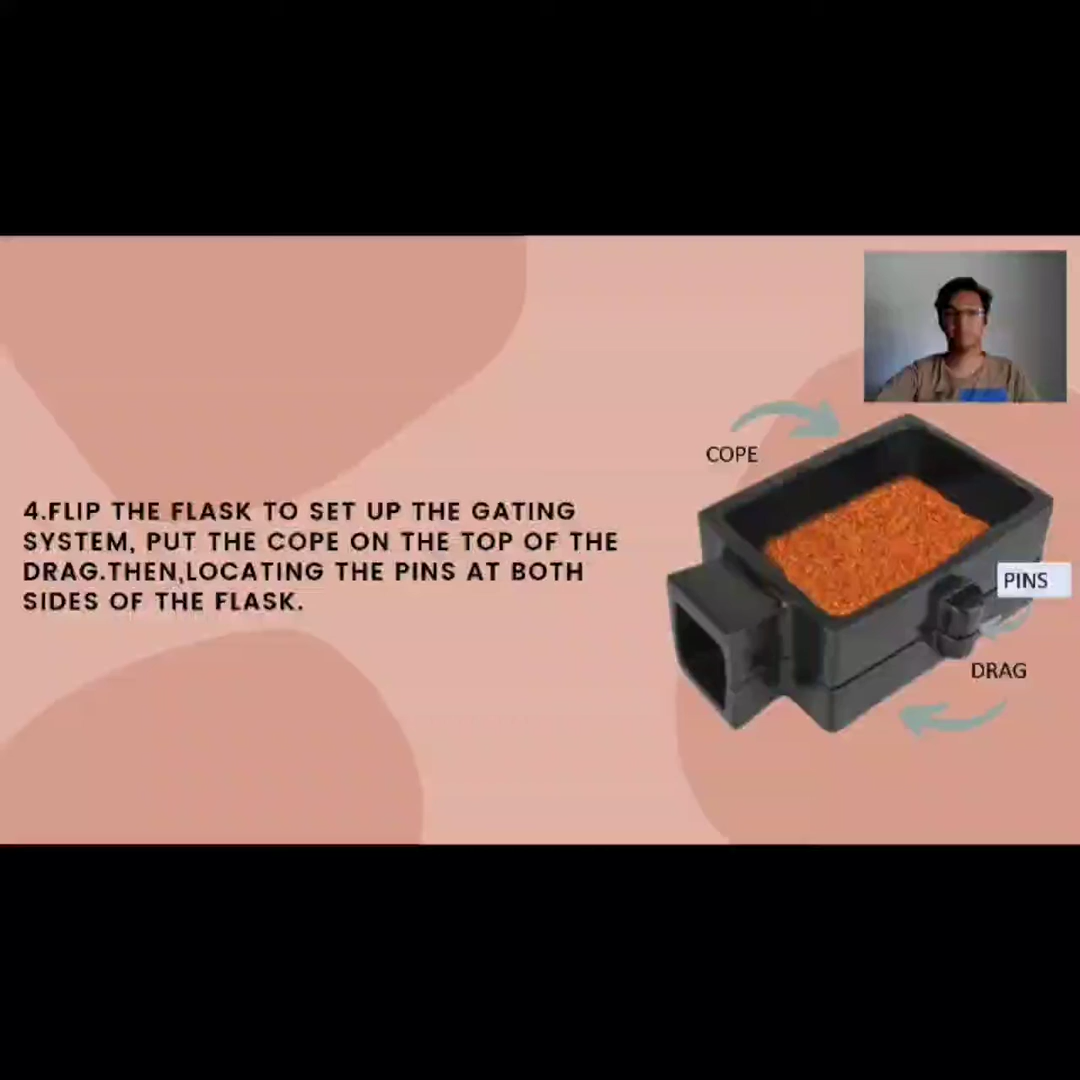 4.FLIP THE FLASK TO SET UP THE GATING
SYSTEM, PUT THE COPE ON THE TOP OF THE
DRAG.THEN,LOCATING THE PINS AT BOTH
SIDES OF THE FLASK.
COPE
PINS
DRAG